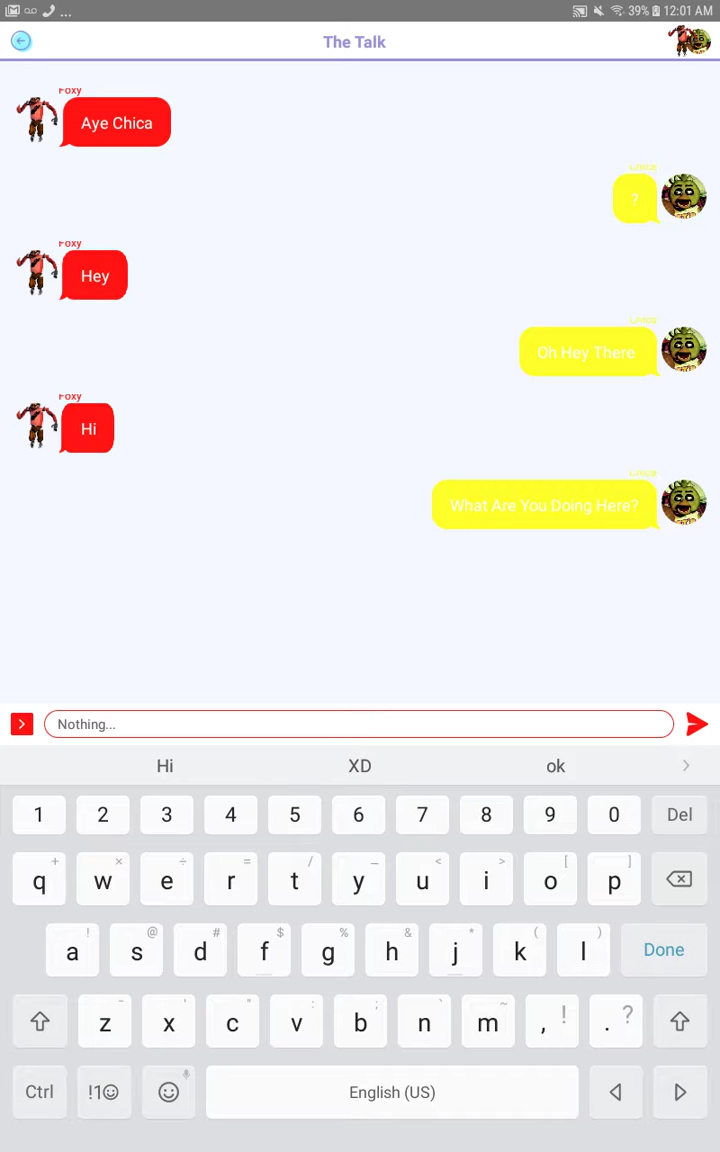 ... 39% 12:01 AM
The Talk
Foxy
Aye Chica
Chica
?
Foxy
Hey
Chica
Oh Hey There
Foxy
Hi
Chica
What Are You Doing Here?
Nothing...
Hi XD ok
1 2 3 4 5 6 7 8 9 0 Del
+ × ÷ = / _ < > [ ]
q w e r t y u i o p
! @ # $ % & * ( )
a s d f g h j k l Done
- ' " : ; ` ~ ! ?
z x c v b n m , .
Ctrl !1☺ English (US)